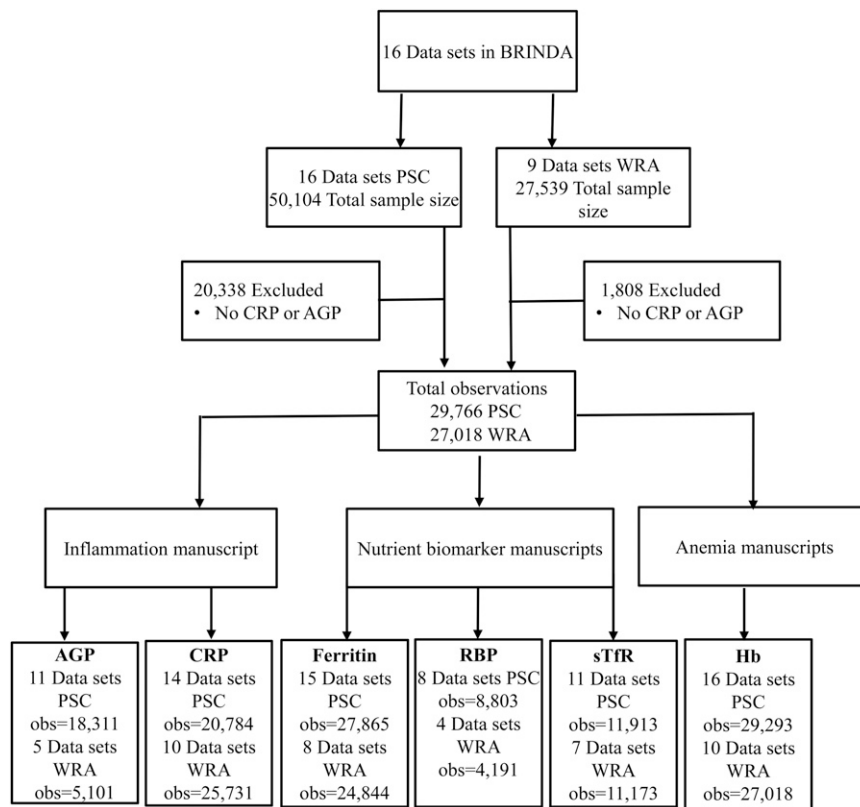 16 Data sets in BRINDA
16 Data sets PSC
50,104 Total sample size
9 Data sets WRA
27,539 Total sample
size
20,338 Excluded
• No CRP or AGP
1,808 Excluded
• No CRP or AGP
Total observations
29,766 PSC
27,018 WRA
Inflammation manuscript
Nutrient biomarker manuscripts
Anemia manuscripts
AGP
11 Data sets
PSC
obs=18,311
5 Data sets
WRA
obs=5,101
CRP
14 Data sets
PSC
obs=20,784
10 Data sets
WRA
obs=25,731
Ferritin
15 Data sets
PSC
obs=27,865
8 Data sets
WRA
obs=24,844
RBP
8 Data sets PSC
obs=8,803
4 Data sets
WRA
obs=4,191
sTfR
11 Data sets
PSC
obs=11,913
7 Data sets
WRA
obs=11,173
Hb
16 Data sets
PSC
obs=29,293
10 Data sets
WRA
obs=27,018